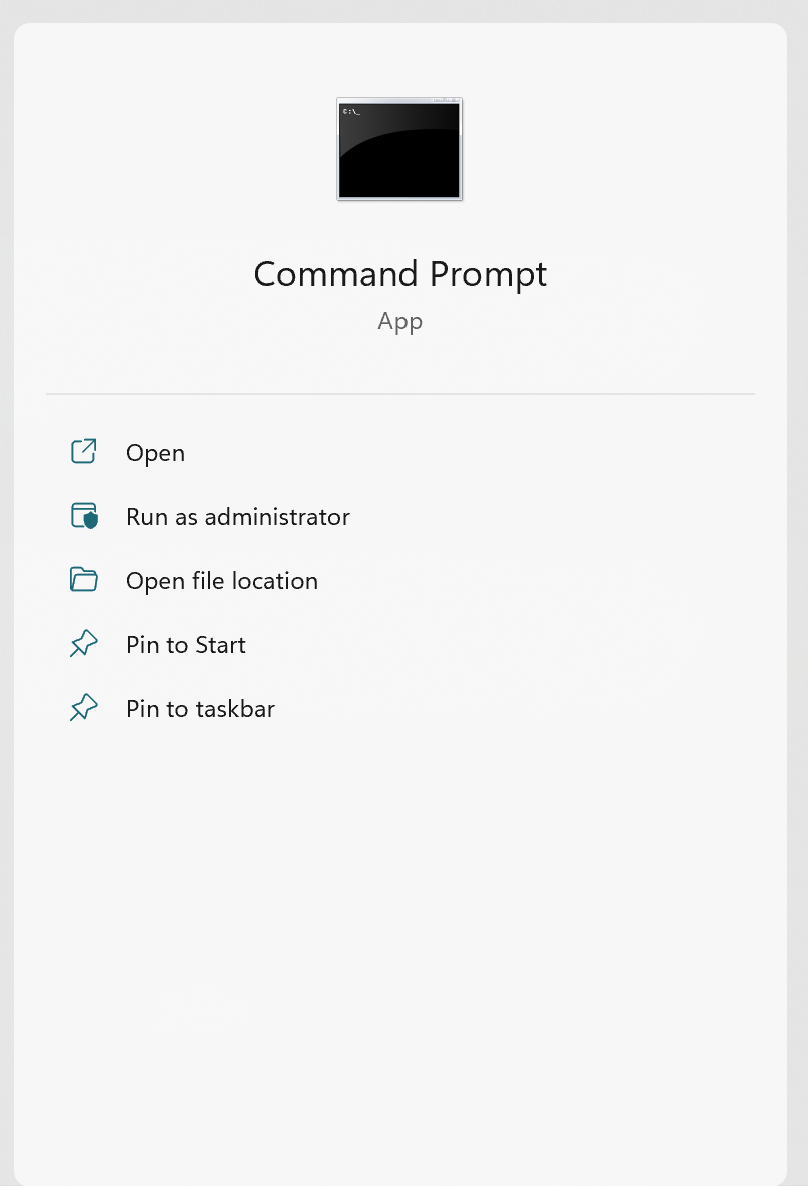 C:\_
Command Prompt
App
Open
Run as administrator
Open file location
Pin to Start
Pin to taskbar